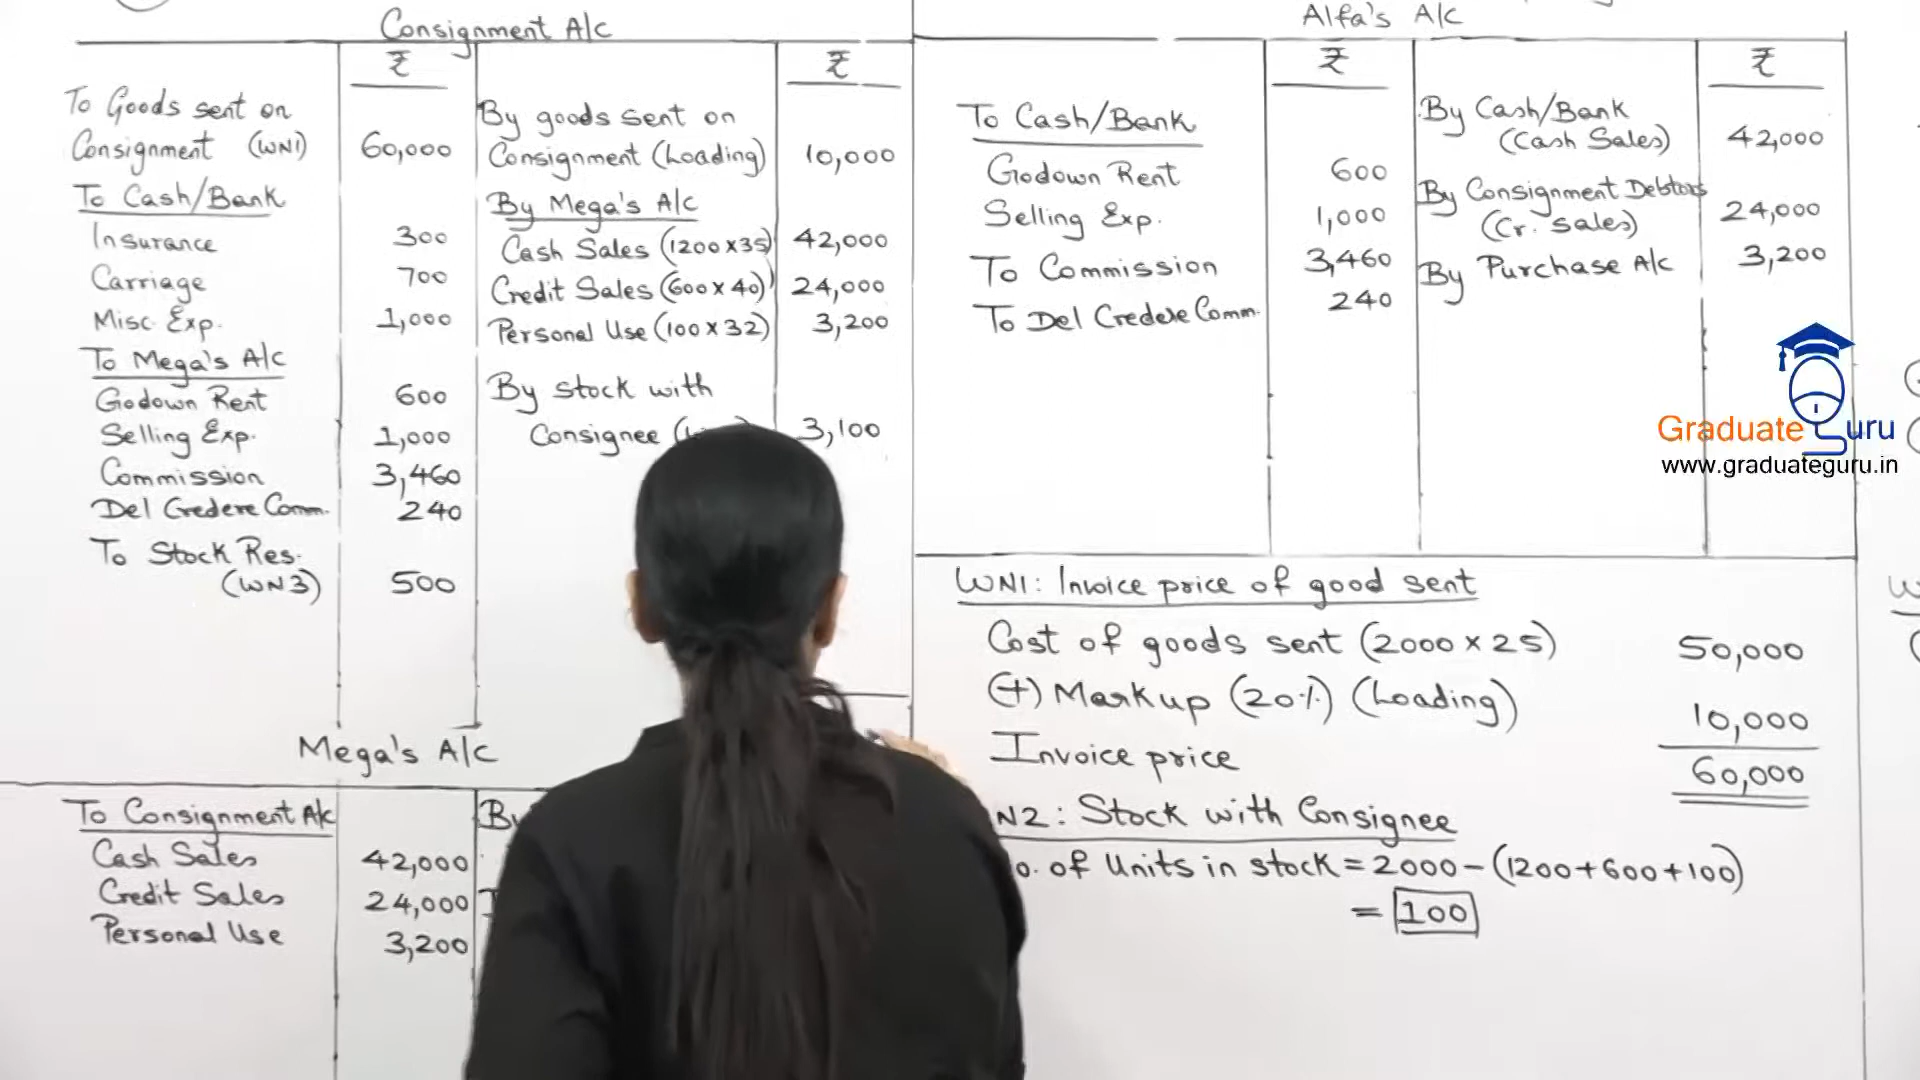 Consignment A/c
₹
₹
To Goods sent on
Consignment (WN1) 60,000
To Cash/Bank
Insurance 300
Carriage 700
Misc. Exp. 1,000
To Mega's A/c
Godown Rent 600
Selling Exp. 1,000
Commission 3,460
Del Credere Comm. 240
To Stock Res.
(WN3) 500
By goods sent on
Consignment (Loading) 10,000
By Mega's A/c
Cash Sales (1200×35) 42,000
Credit Sales (600×40) 24,000
Personal Use (100×32) 3,200
By Stock with
Consignee 3,100
Mega's A/c
To Consignment A/c
Cash Sales 42,000
Credit Sales 24,000
Personal Use 3,200
By
Alfa's A/c
₹
₹
To Cash/Bank
Godown Rent 600
Selling Exp. 1,000
To Commission 3,460
To Del Credere Comm. 240
By Cash/Bank
(Cash Sales) 42,000
By Consignment Debtors
(Cr. Sales) 24,000
By Purchase A/c 3,200
Graduate Guru
www.graduateguru.in
WN1: Invoice price of good sent
Cost of goods sent (2000×25) 50,000
(+) Mark up (20%) (Loading) 10,000
Invoice price 60,000
N2: Stock with Consignee
o. of Units in stock = 2000-(1200+600+100)
= 100